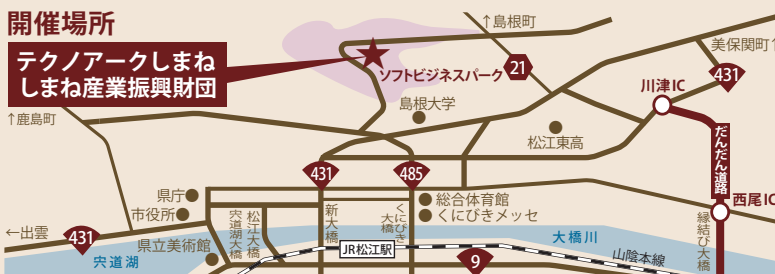 開催場所
テクノアークしまね
しまね産業振興財団
↑島根町
美保関町↑
ソフトビジネスパーク
21
431
川津IC
島根大学
↑鹿島町
松江東高
だんだん道路
431
485
西尾IC
県庁
市役所
県立美術館
総合体育館
くにびきメッセ
宍道湖大橋
松江大橋
新大橋
くにびき大橋
縁結び大橋
←出雲
431
宍道湖
JR松江駅
大橋川
山陰本線
9